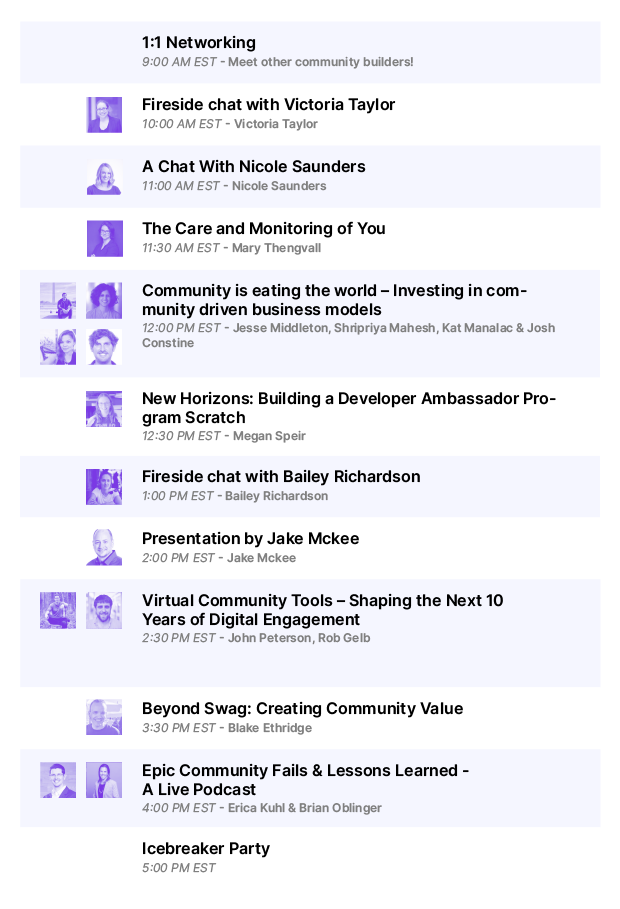 1:1 Networking
9:00 AM EST - Meet other community builders!
Fireside chat with Victoria Taylor
10:00 AM EST - Victoria Taylor
A Chat With Nicole Saunders
11:00 AM EST - Nicole Saunders
The Care and Monitoring of You
11:30 AM EST - Mary Thengvall
Community is eating the world – Investing in com-
munity driven business models
12:00 PM EST - Jesse Middleton, Shripriya Mahesh, Kat Manalac & Josh
Constine
New Horizons: Building a Developer Ambassador Pro-
gram Scratch
12:30 PM EST - Megan Speir
Fireside chat with Bailey Richardson
1:00 PM EST - Bailey Richardson
Presentation by Jake Mckee
2:00 PM EST - Jake Mckee
Virtual Community Tools – Shaping the Next 10
Years of Digital Engagement
2:30 PM EST - John Peterson, Rob Gelb
Beyond Swag: Creating Community Value
3:30 PM EST - Blake Ethridge
Epic Community Fails & Lessons Learned -
A Live Podcast
4:00 PM EST - Erica Kuhl & Brian Oblinger
Icebreaker Party
5:00 PM EST